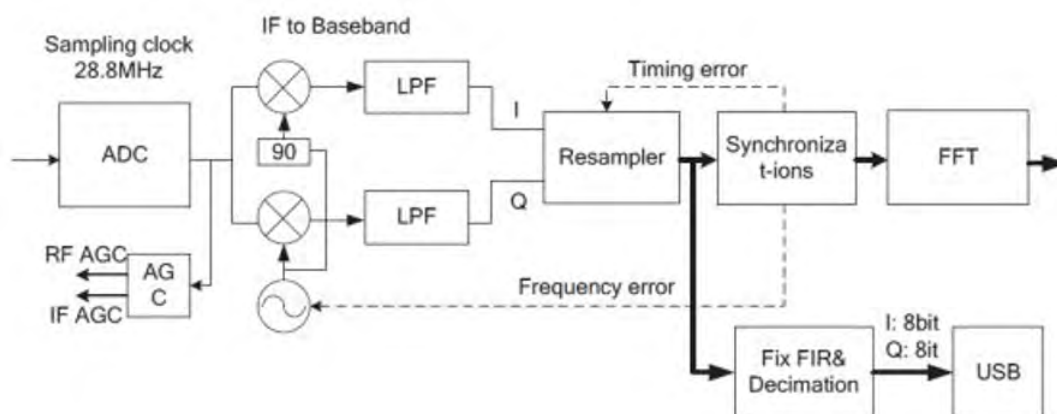 IF to Baseband
Sampling clock
28.8MHz
ADC
90
LPF
LPF
I
Q
Timing error
Resampler
Synchroniza
t-ions
FFT
RF AGC
IF AGC
AG
C
Frequency error
Fix FIR&
Decimation
I: 8bit
Q: 8it
USB